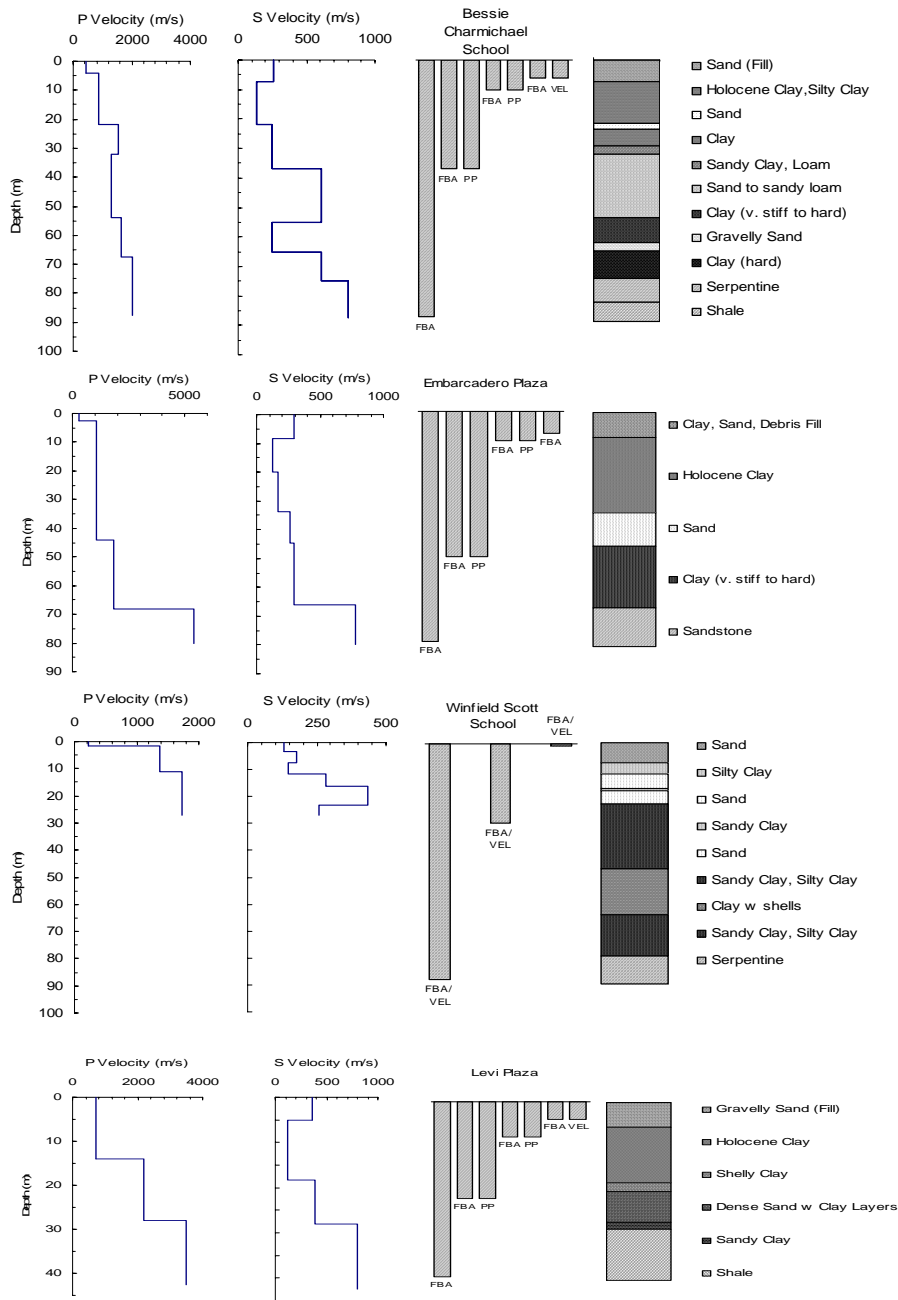 P Velocity (m/s)
0 2000 4000
Depth (m)
0
10
20
30
40
50
60
70
80
90
100
S Velocity (m/s)
0 500 1000
Bessie
Charmichael
School
FBA
FBA
PP
FBA
PP
FBA
VEL
Sand (Fill)
Holocene Clay,Silty Clay
Sand
Clay
Sandy Clay, Loam
Sand to sandy loam
Clay (v. stiff to hard)
Gravelly Sand
Clay (hard)
Serpentine
Shale
P Velocity (m/s)
0 5000
Depth (m)
0
10
20
30
40
50
60
70
80
90
S Velocity (m/s)
0 500 1000
Embarcadero Plaza
FBA
FBA
PP
FBA
PP
FBA
Clay, Sand, Debris Fill
Holocene Clay
Sand
Clay (v. stiff to hard)
Sandstone
P Velocity (m/s)
0 1000 2000
Depth (m)
0
10
20
30
40
50
60
70
80
90
100
S Velocity (m/s)
0 250 500
Winfield Scott
School
FBA/
VEL
FBA/
VEL
FBA/
VEL
Sand
Silty Clay
Sand
Sandy Clay
Sand
Sandy Clay, Silty Clay
Clay w shells
Sandy Clay, Silty Clay
Serpentine
P Velocity (m/s)
0 2000 4000
Depth (m)
0
10
20
30
40
S Velocity (m/s)
0 500 1000
Levi Plaza
FBA
FBA
PP
FBA
PP
FBA
VEL
Gravelly Sand (Fill)
Holocene Clay
Shelly Clay
Dense Sand w Clay Layers
Sandy Clay
Shale